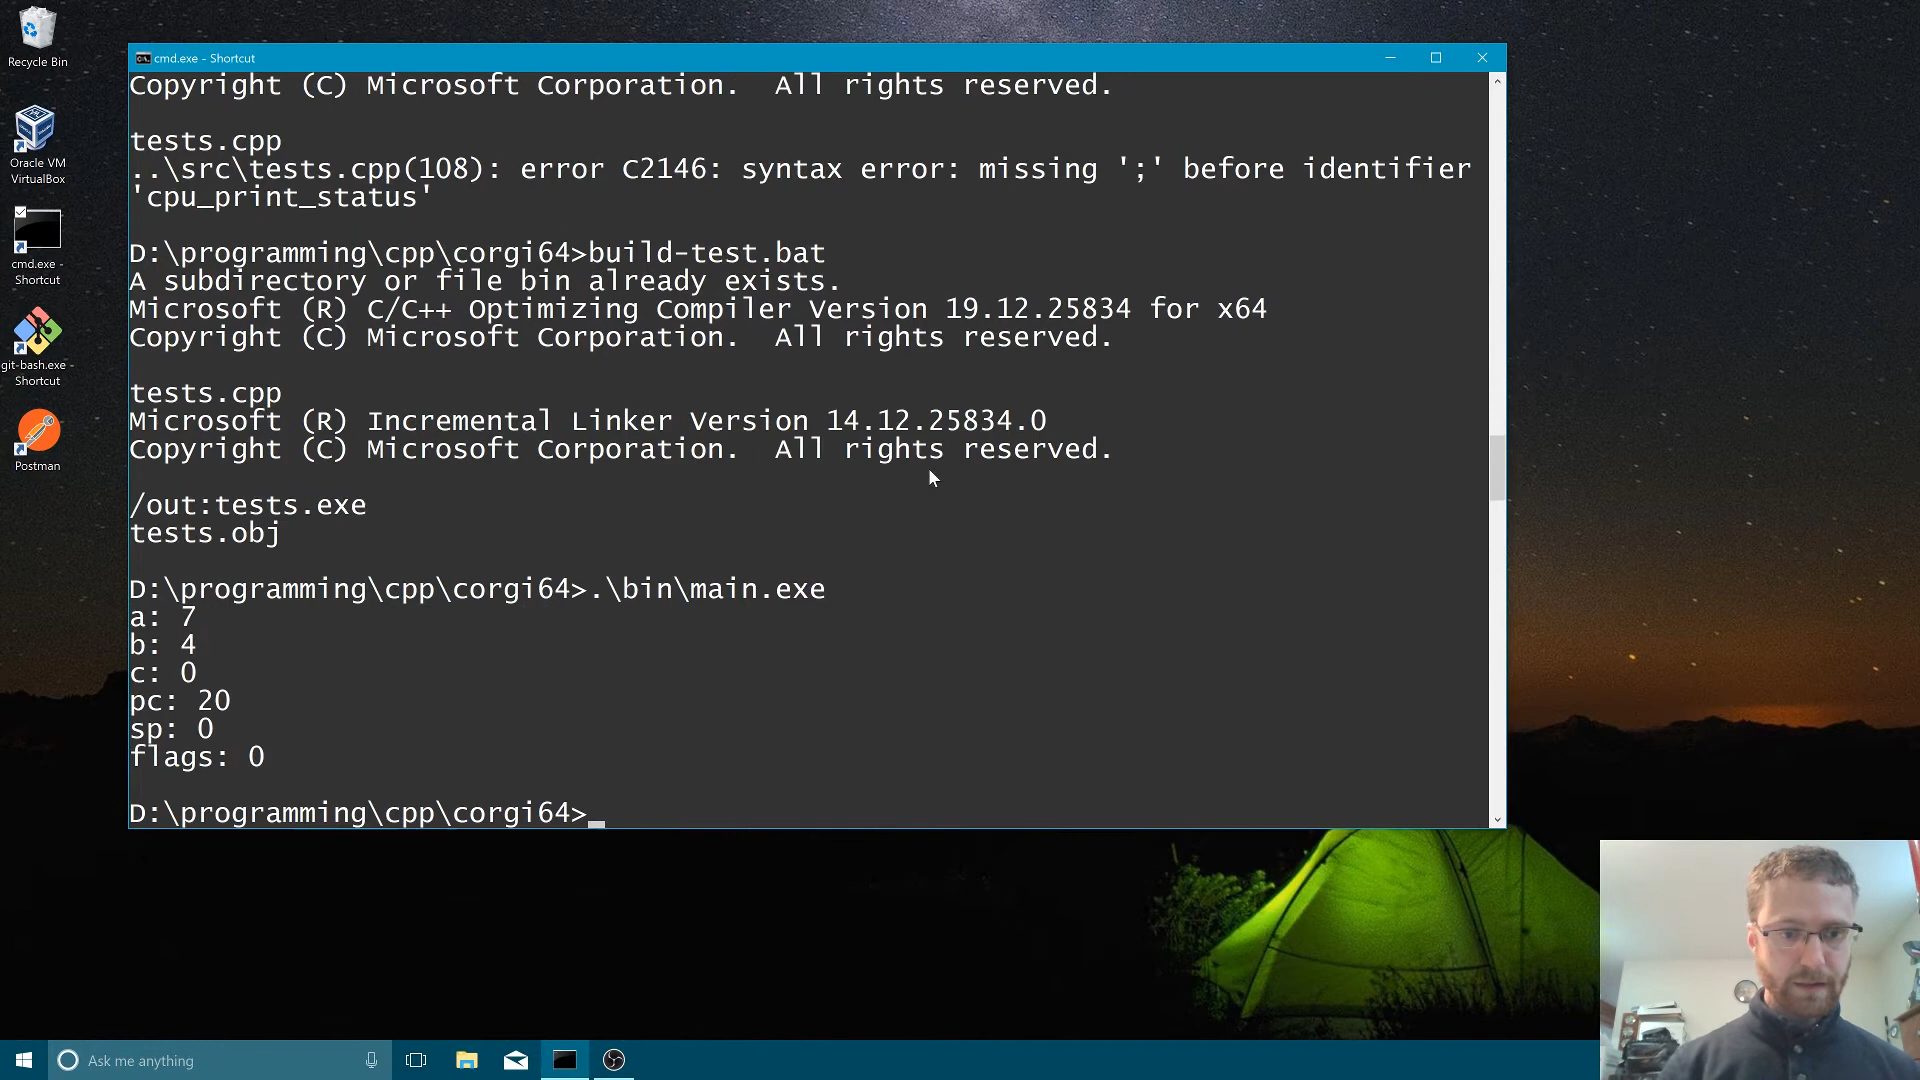 Recycle Bin
Oracle VM
VirtualBox
cmd.exe -
Shortcut
git-bash.exe -
Shortcut
Postman
cmd.exe - Shortcut
Copyright (C) Microsoft Corporation.  All rights reserved.
tests.cpp
..\src\tests.cpp(108): error C2146: syntax error: missing ';' before identifier
'cpu_print_status'
D:\programming\cpp\corgi64>build-test.bat
A subdirectory or file bin already exists.
Microsoft (R) C/C++ Optimizing Compiler Version 19.12.25834 for x64
Copyright (C) Microsoft Corporation.  All rights reserved.
tests.cpp
Microsoft (R) Incremental Linker Version 14.12.25834.0
Copyright (C) Microsoft Corporation.  All rights reserved.
/out:tests.exe
tests.obj
D:\programming\cpp\corgi64>.\bin\main.exe
a: 7
b: 4
c: 0
pc: 20
sp: 0
flags: 0
D:\programming\cpp\corgi64>
Ask me anything